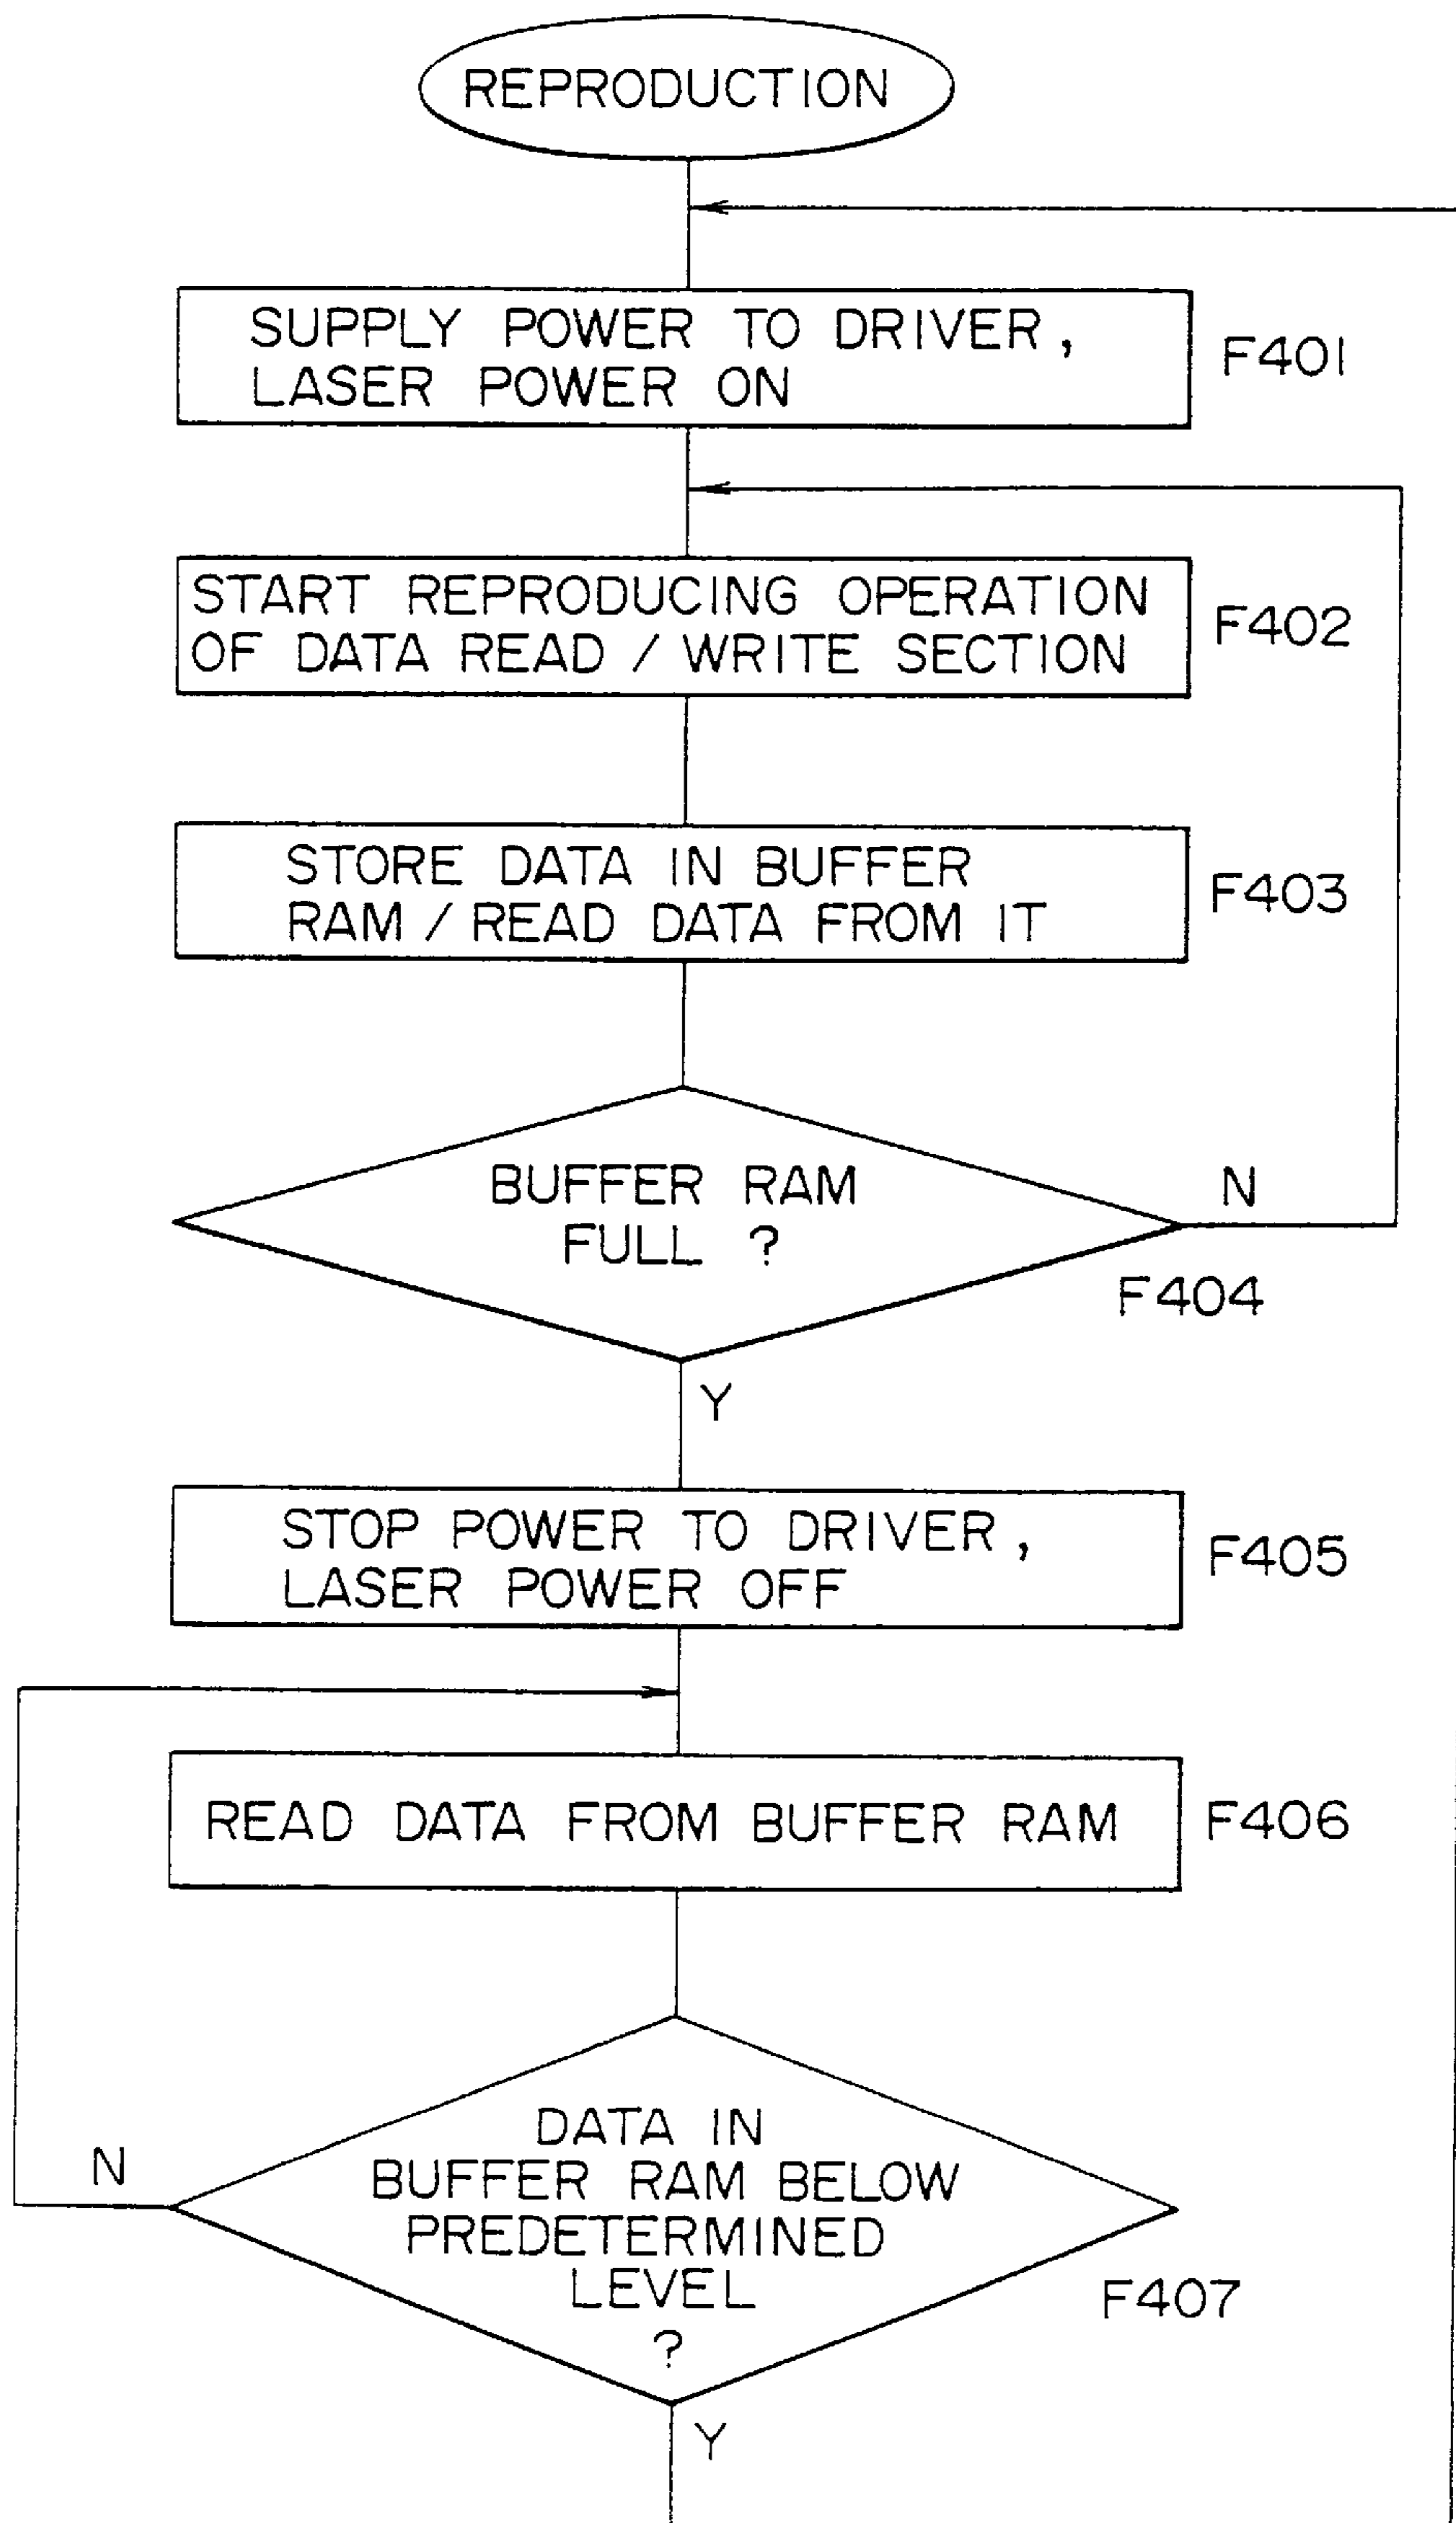 REPRODUCTION
SUPPLY POWER TO DRIVER,
LASER POWER ON
F401
START REPRODUCING OPERATION
OF DATA READ / WRITE SECTION
F402
STORE DATA IN BUFFER
RAM / READ DATA FROM IT
F403
BUFFER RAM
FULL ?
N
F404
Y
STOP POWER TO DRIVER,
LASER POWER OFF
F405
READ DATA FROM BUFFER RAM
F406
N
DATA IN
BUFFER RAM BELOW
PREDETERMINED
LEVEL
?
F407
Y